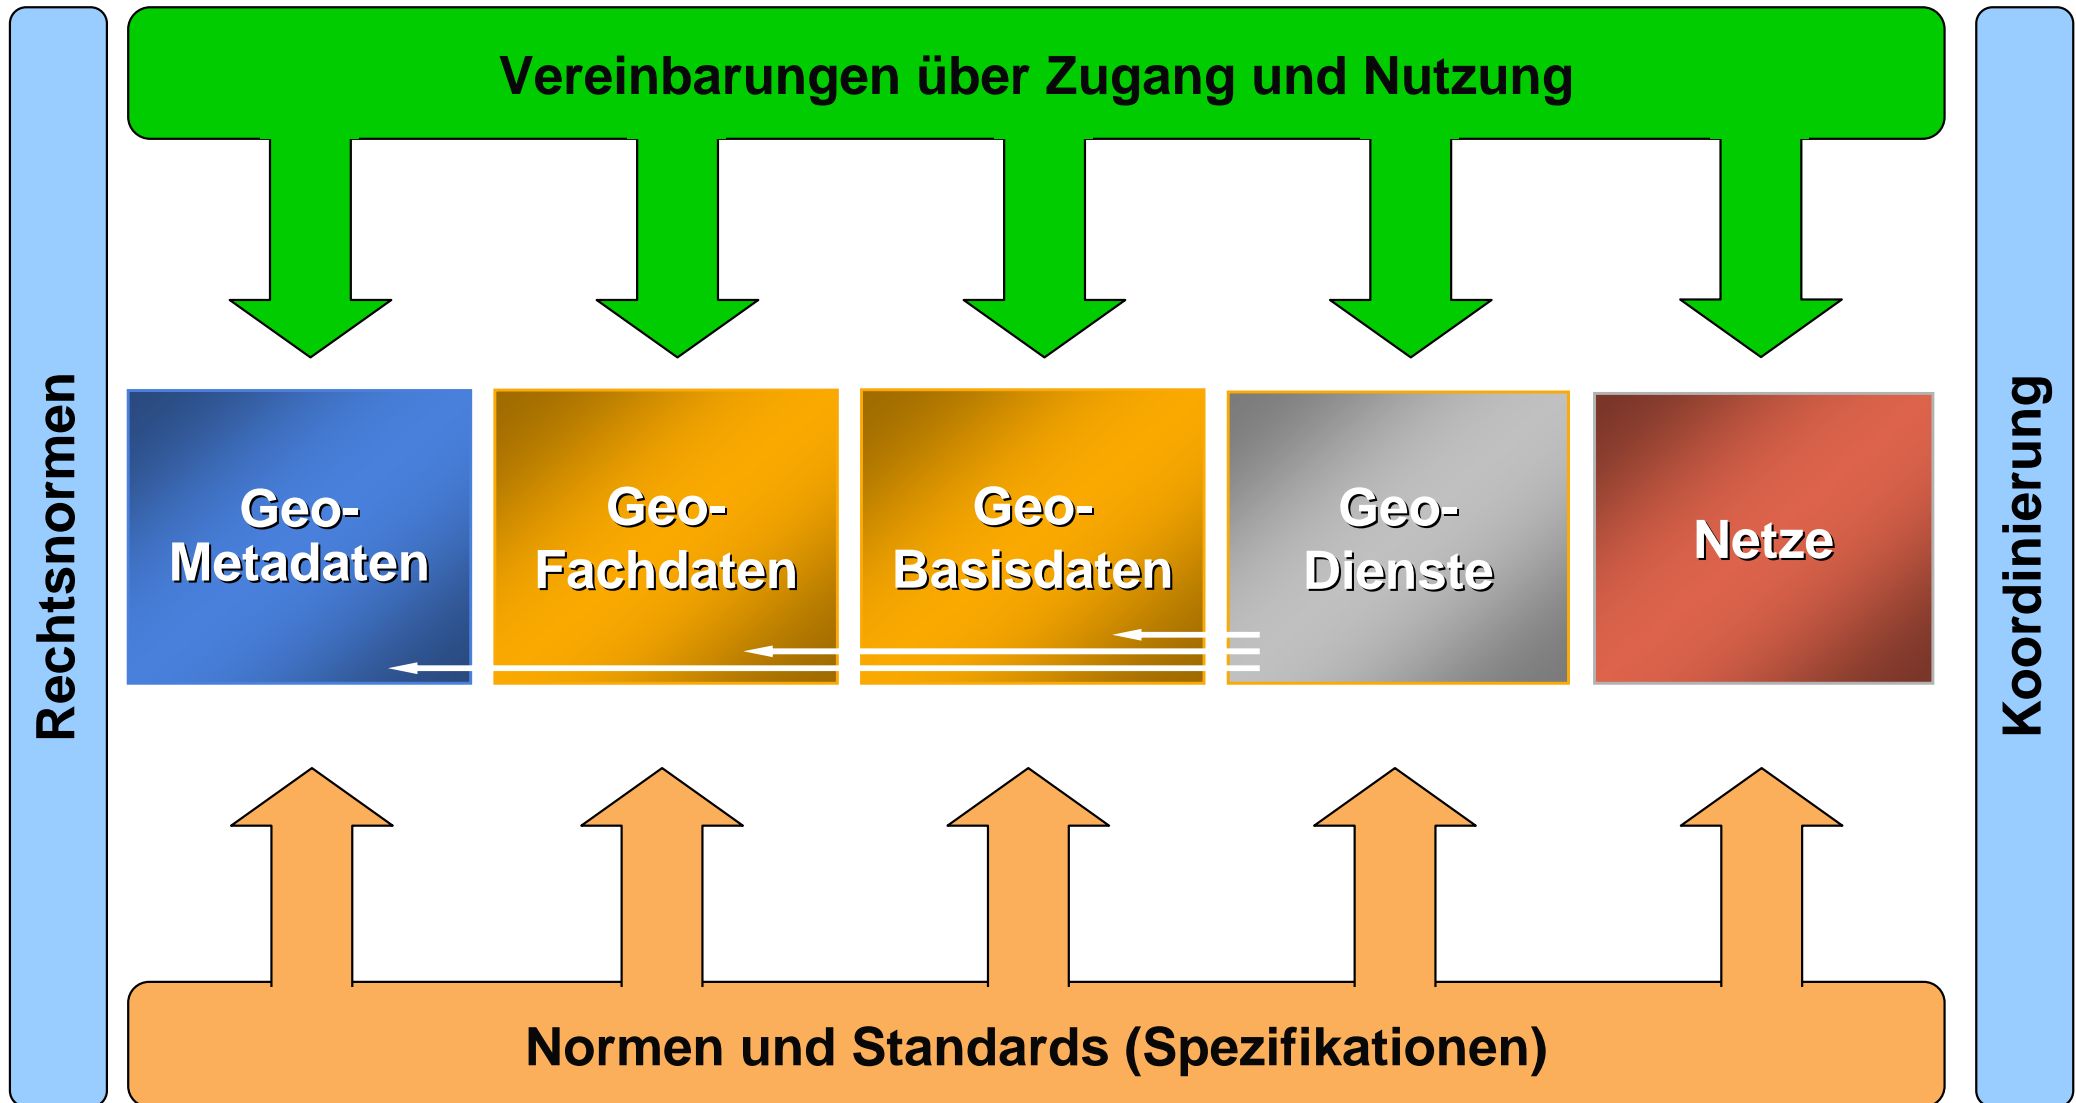 Vereinbarungen über Zugang und Nutzung
Rechtsnormen
Geo-
Metadaten
Geo-
Fachdaten
Geo-
Basisdaten
Geo-
Dienste
Netze
Koordinierung
Normen und Standards (Spezifikationen)